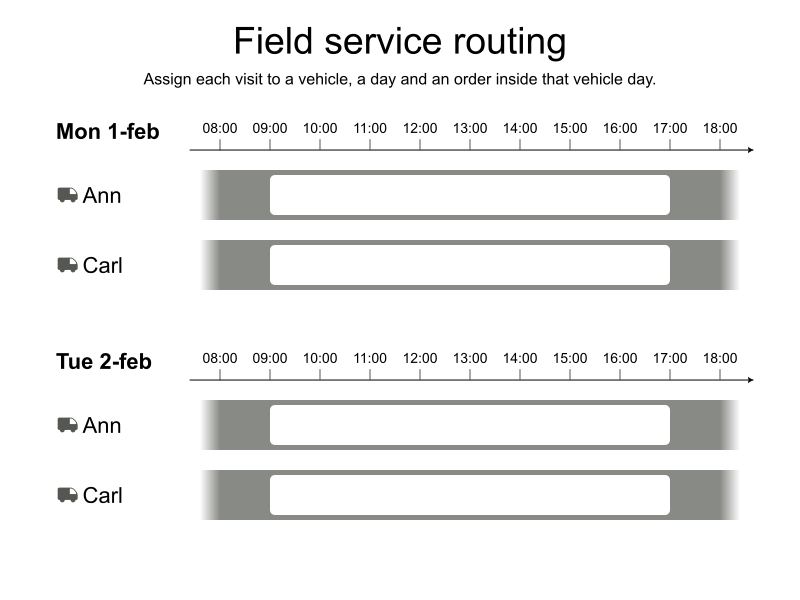 Field service routing
Assign each visit to a vehicle, a day and an order inside that vehicle day.
Mon 1-feb 08:00 09:00 10:00 11:00 12:00 13:00 14:00 15:00 16:00 17:00 18:00
Ann
Carl
Tue 2-feb 08:00 09:00 10:00 11:00 12:00 13:00 14:00 15:00 16:00 17:00 18:00
Ann
Carl